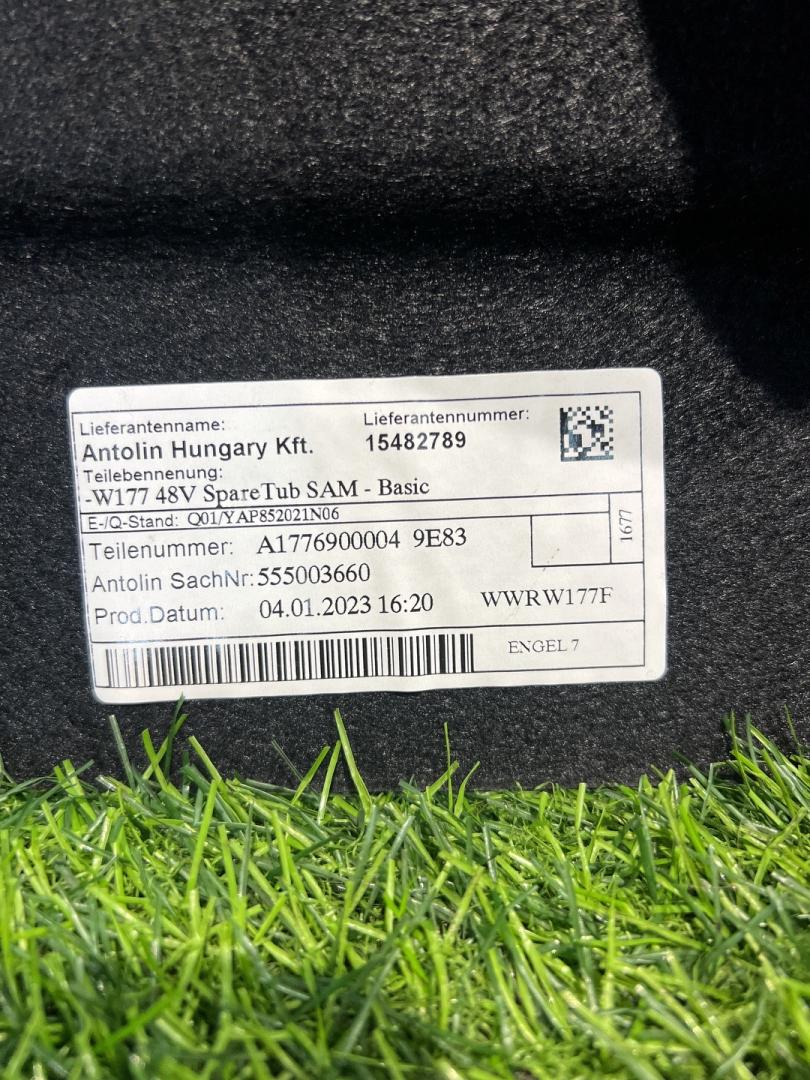 Lieferantenname:
Antolin Hungary Kft.
Lieferantennummer:
15482789
Teilebennenung:
-W177 48V SpareTub SAM - Basic
E-/Q-Stand: Q01/YAP852021N06
1677
Teilenummer: A1776900004 9E83
Antolin SachNr: 555003660
Prod.Datum: 04.01.2023 16:20
WWRW177F
ENGEL 7